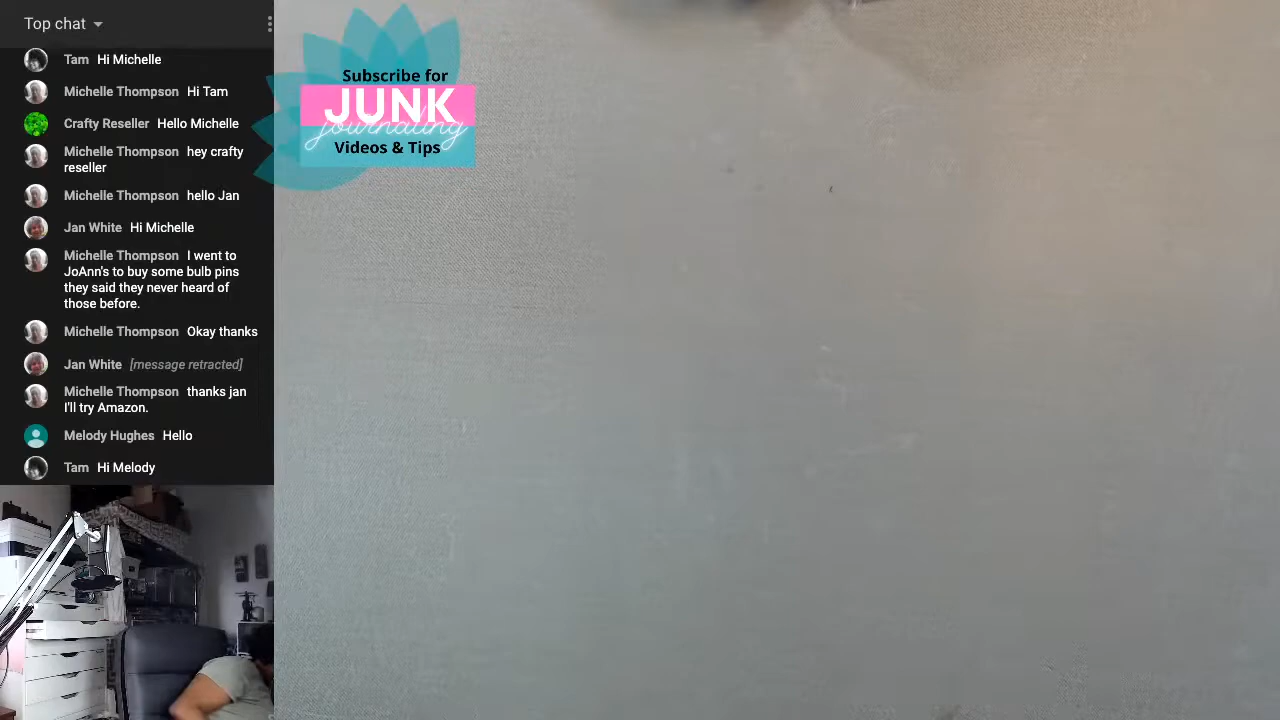 Top chat
Tam Hi Michelle
Michelle Thompson Hi Tam
Crafty Reseller Hello Michelle
Michelle Thompson hey crafty
reseller
Michelle Thompson hello Jan
Jan White Hi Michelle
Michelle Thompson I went to
JoAnn's to buy some bulb pins
they said they never heard of
those before.
Michelle Thompson Okay thanks
Jan White [message retracted]
Michelle Thompson thanks jan
I'll try Amazon.
Melody Hughes Hello
Tam Hi Melody
Subscribe for
JUNK
journaling
Videos & Tips